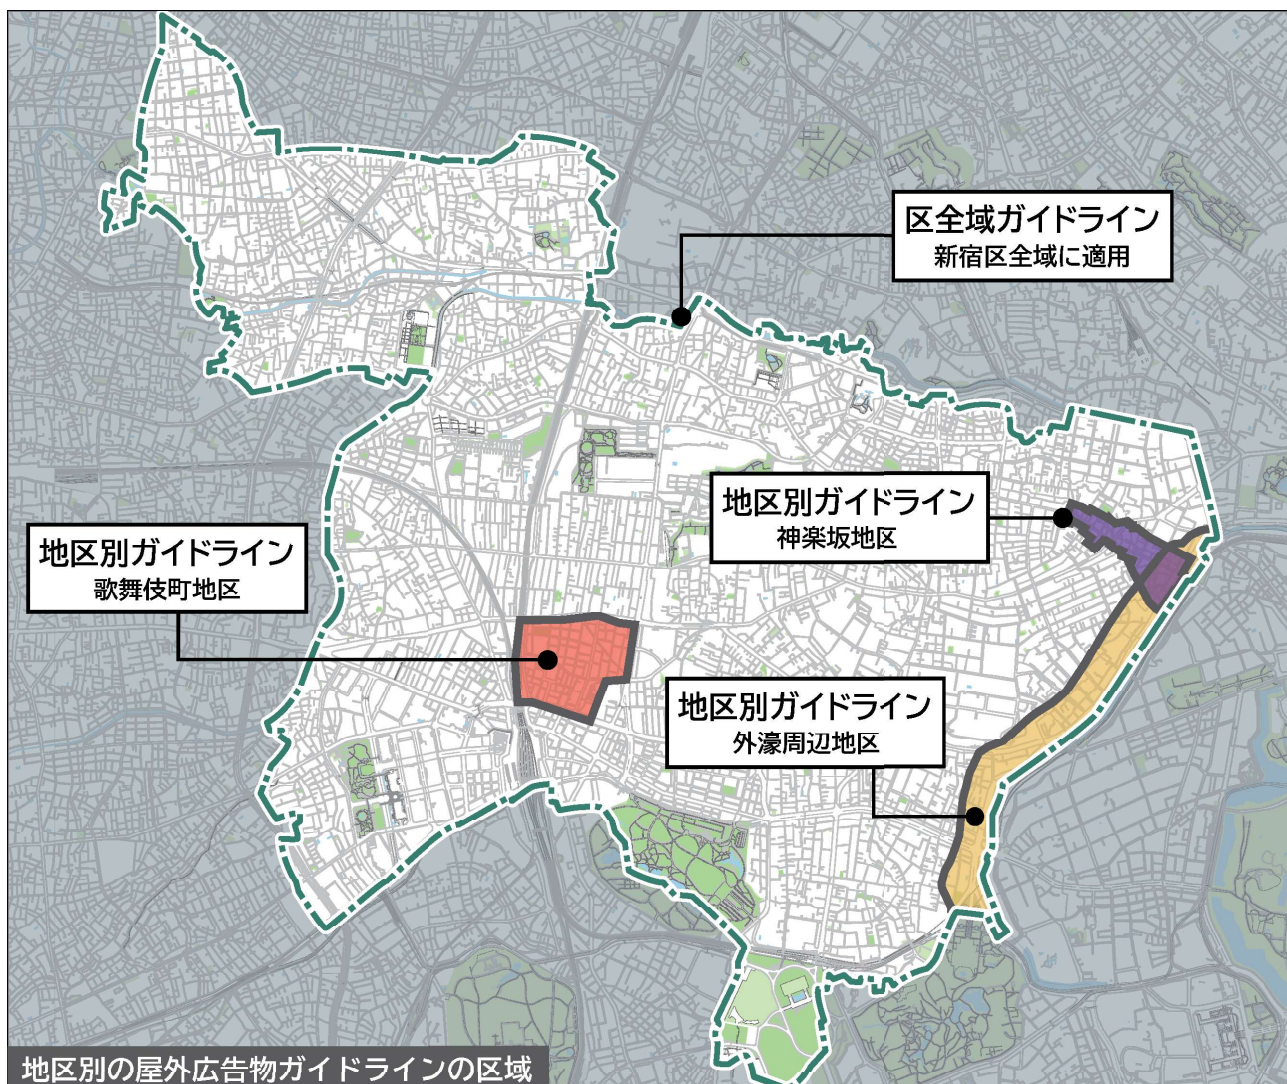 区全域ガイドライン
新宿区全域に適用
地区別ガイドライン
神楽坂地区
地区別ガイドライン
歌舞伎町地区
地区別ガイドライン
外濠周辺地区
地区別の屋外広告物ガイドラインの区域